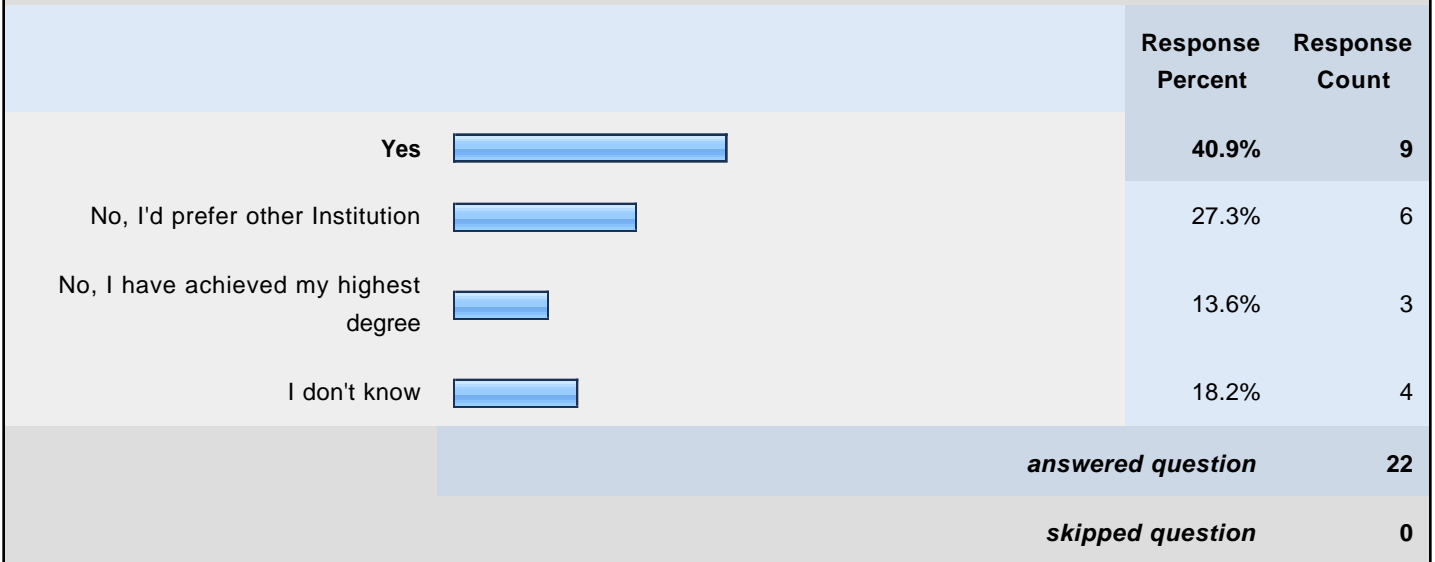 Response Percent Response Count
Yes 40.9% 9
No, I'd prefer other Institution 27.3% 6
No, I have achieved my highest degree 13.6% 3
I don't know 18.2% 4
answered question 22
skipped question 0